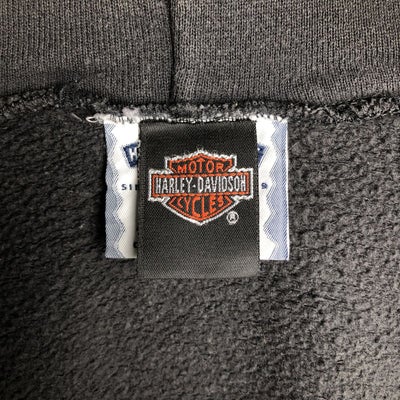 MOTOR
HARLEY-DAVIDSON
CYCLES
®